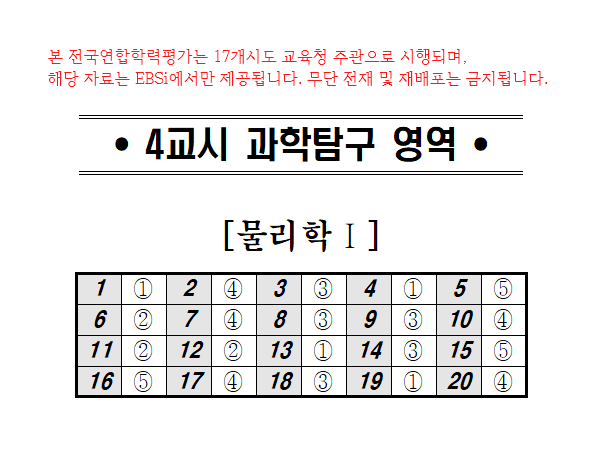 본 전국연합학력평가는 17개시도 교육청 주관으로 시행되며,
해당 자료는 EBSi에서만 제공됩니다. 무단 전재 및 재배포는 금지됩니다.
• 4교시 과학탐구 영역 •
[물리학Ⅰ]
1 ① 2 ④ 3 ③ 4 ① 5 ⑤
6 ② 7 ④ 8 ③ 9 ③ 10 ④
11 ② 12 ② 13 ① 14 ③ 15 ⑤
16 ⑤ 17 ④ 18 ③ 19 ① 20 ④